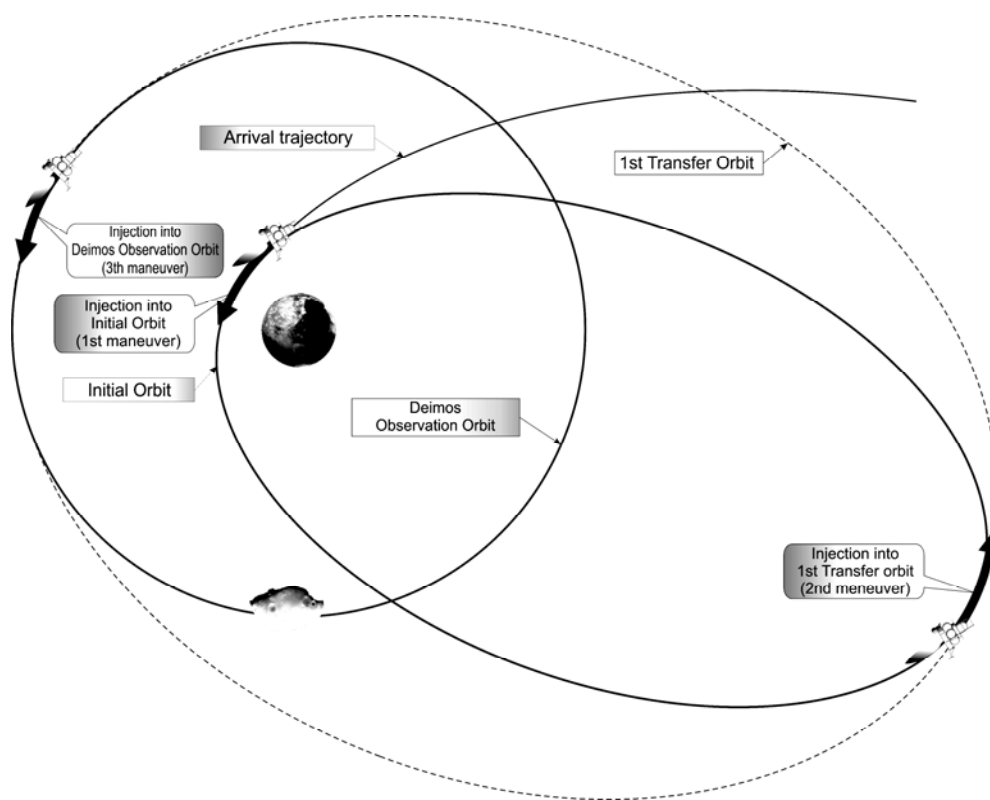 Arrival trajectory
1st Transfer Orbit
Injection into
Deimos Observation Orbit
(3th maneuver)
Injection into
Initial Orbit
(1st maneuver)
Initial Orbit
Deimos
Observation Orbit
Injection into
1st Transfer orbit
(2nd meneuver)